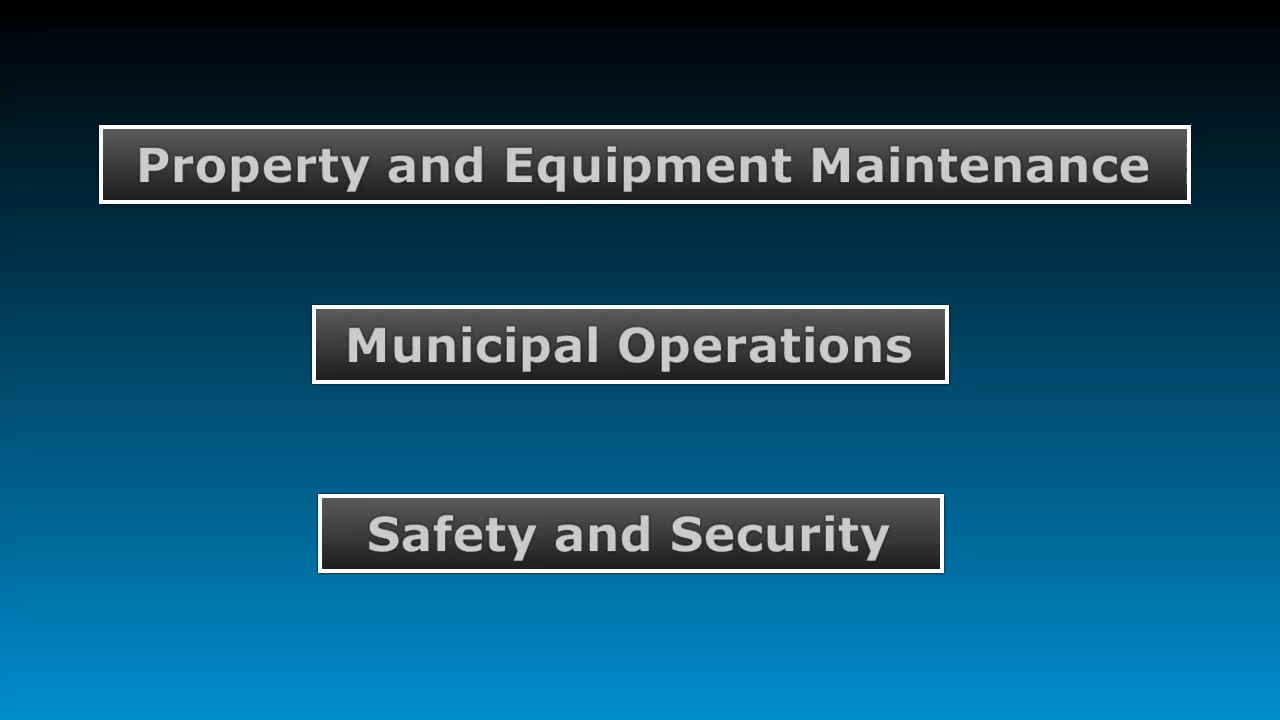 Property and Equipment Maintenance
Municipal Operations
Safety and Security